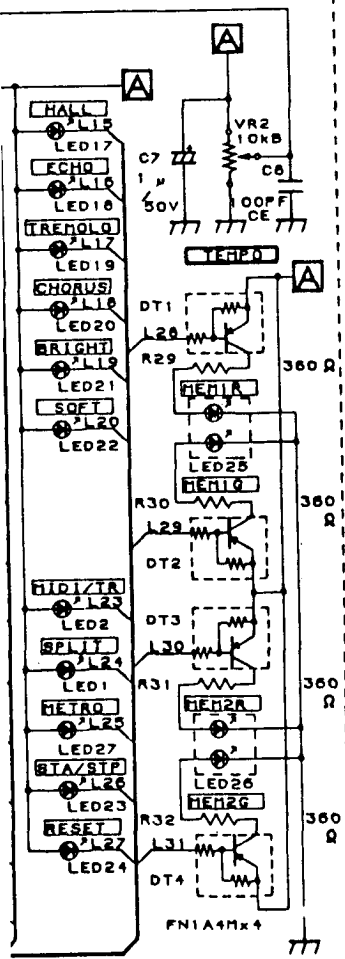 A
A
HALL
L15
LED17
ECHO
L16
LED18
TREMOLO
L17
LED19
CHORUS
L18
LED20
BRIGHT
L19
LED21
SOFT
L20
LED22
MIDI/TR
L23
LED2
SPLIT
L24
LED1
METRO
L25
LED27
STA/STP
L26
LED23
RESET
L27
LED24
C7
1 μ
50V
VR2
10kB
C6
100PF
CE
TEMPO
A
DT1
L28
R29
360 Ω
MEM1R
LED25
MEM1G
R30
360 Ω
L29
DT2
DT3
L30
R31
360 Ω
MEM2R
LED26
MEM2G
R32
360 Ω
L31
DT4
FN1A4Mx4